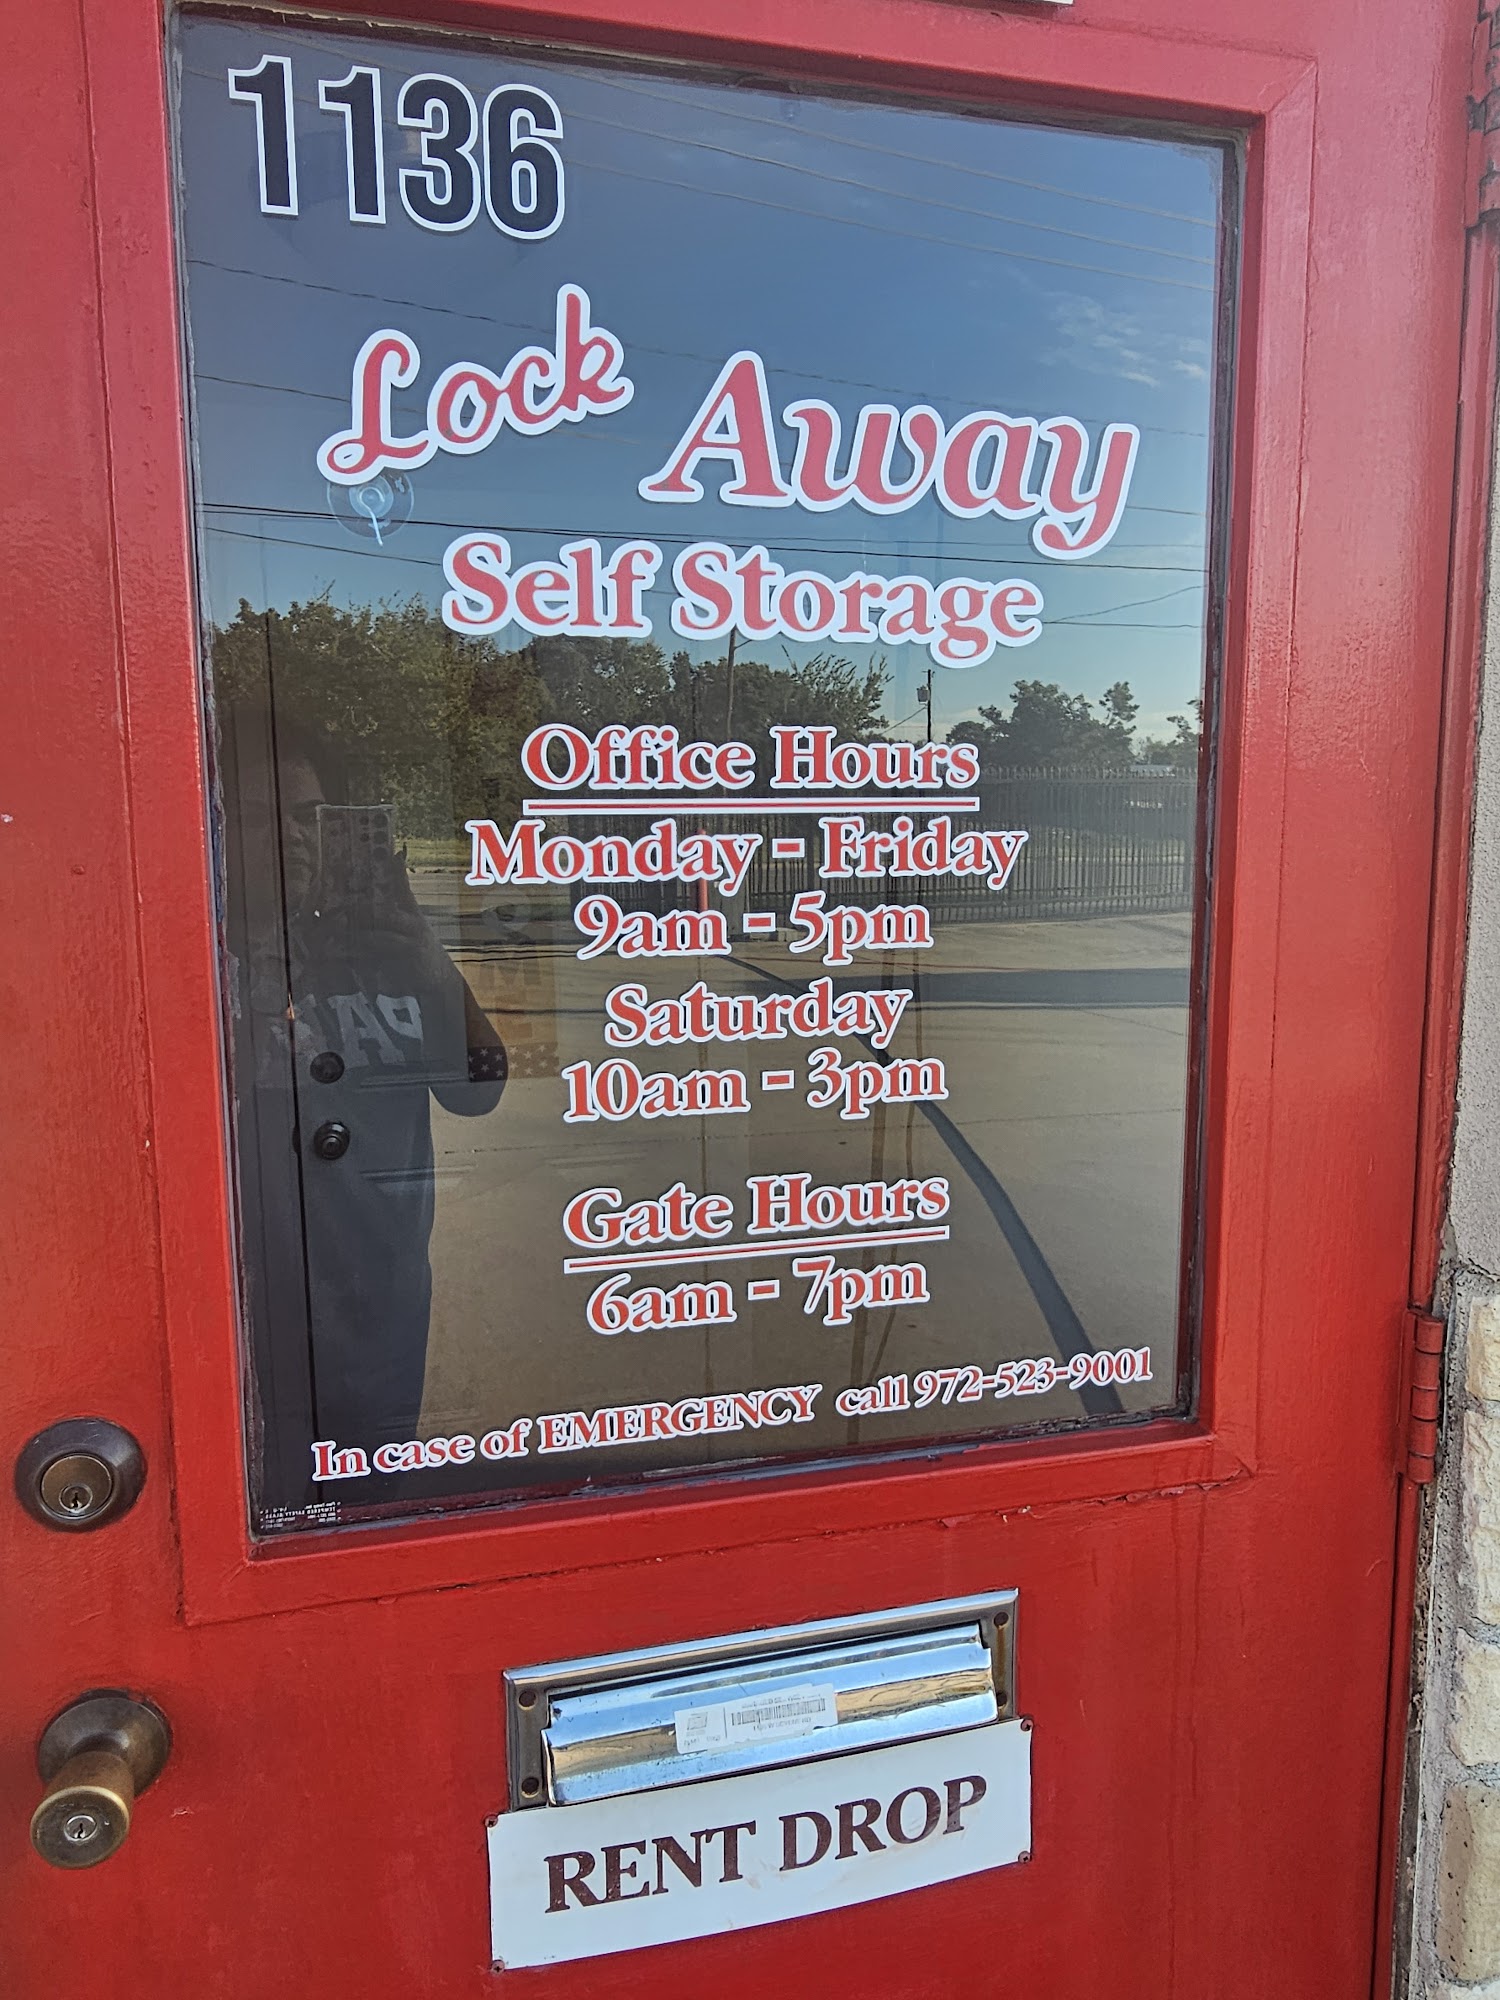 1136
Lock Away
Self Storage
Office Hours
Monday - Friday
9am - 5pm
Saturday
10am - 3pm
Gate Hours
6am - 7pm
In case of EMERGENCY call 972-523-9001
RENT DROP